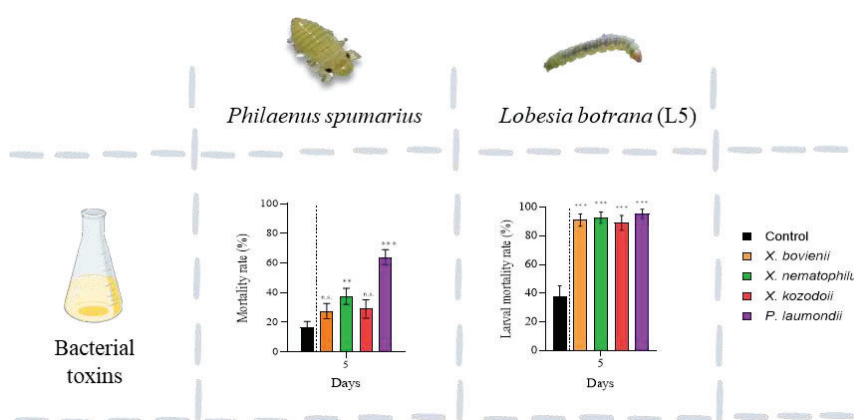 Philaenus spumarius
Lobesia botrana (L5)
Bacterial
toxins
Mortality rate (%)
100
80
60
40
20
0
n.s.
**
n.s.
***
5
Days
Larval mortality rate (%)
100
80
60
40
20
0
***
***
***
***
5
Days
Control
X. bovienii
X. nematophilu
X. kozodoii
P. laumondii